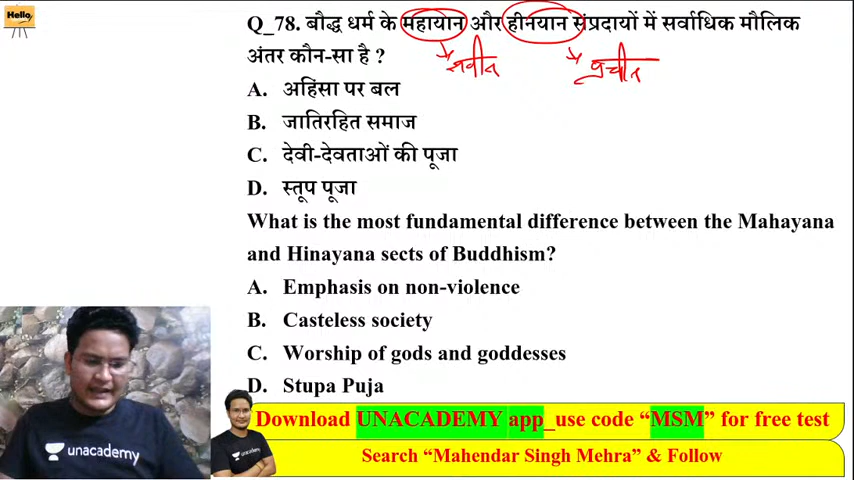 Hello
Q_78. बौद्ध धर्म के महायान और हीनयान संप्रदायों में सर्वाधिक मौलिक
अंतर कौन-सा है ?
नवीन
प्राचीन
A. अहिंसा पर बल
B. जातिरहित समाज
C. देवी-देवताओं की पूजा
D. स्तूप पूजा
What is the most fundamental difference between the Mahayana
and Hinayana sects of Buddhism?
A. Emphasis on non-violence
B. Casteless society
C. Worship of gods and goddesses
D. Stupa Puja
unacademy
unacademy
Download UNACADEMY app_use code “MSM” for free test
Search “Mahendar Singh Mehra” & Follow